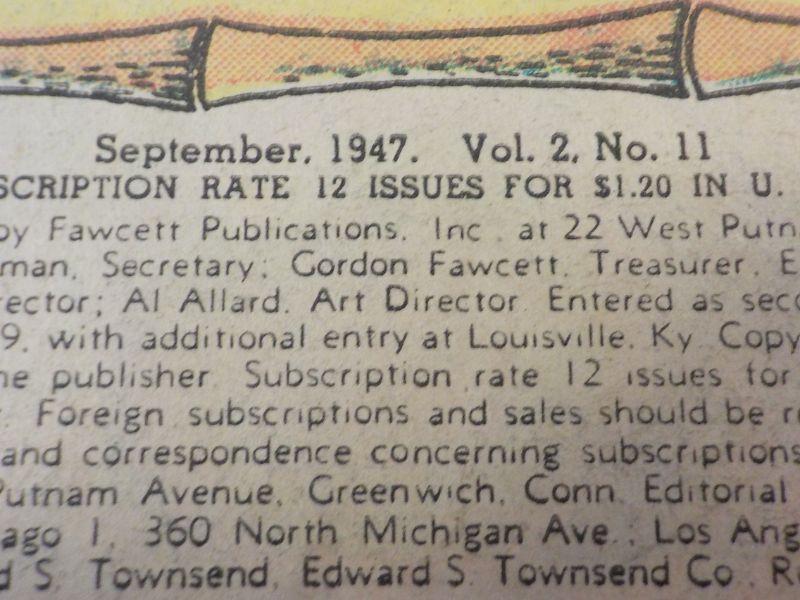 September, 1947. Vol. 2, No. 11
SCRIPTION RATE 12 ISSUES FOR $1.20 IN U.
by Fawcett Publications, Inc., at 22 West Putn
man, Secretary; Gordon Fawcett, Treasurer, E
rector; Al Allard, Art Director. Entered as seco
9, with additional entry at Louisville, Ky. Copy
he publisher. Subscription rate 12 issues for
Foreign subscriptions and sales should be r
and correspondence concerning subscriptions
Putnam Avenue, Greenwich, Conn. Editorial
ago 1, 360 North Michigan Ave.; Los Ang
d S. Townsend, Edward S. Townsend Co., R